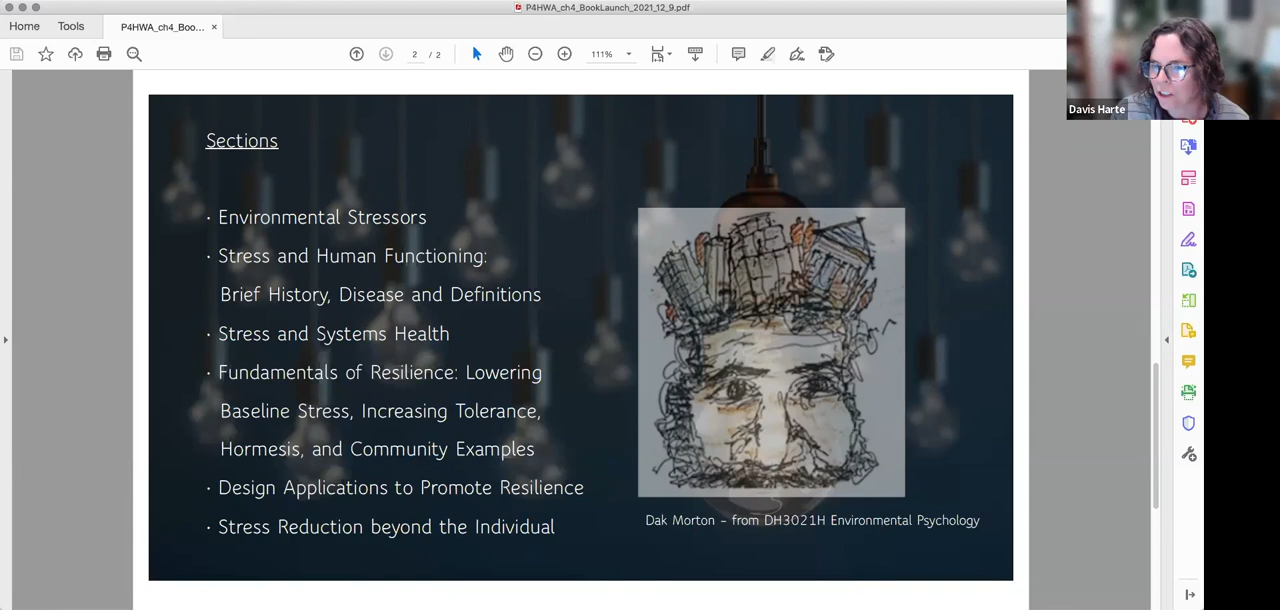 P4HWA_ch4_BookLaunch_2021_12_9.pdf
Home Tools P4HWA_ch4_Boo... ×
2 / 2 111%
Davis Harte
Sections
· Environmental Stressors
· Stress and Human Functioning:
Brief History, Disease and Definitions
· Stress and Systems Health
· Fundamentals of Resilience: Lowering
Baseline Stress, Increasing Tolerance,
Hormesis, and Community Examples
· Design Applications to Promote Resilience
· Stress Reduction beyond the Individual
Dak Morton - from DH3021H Environmental Psychology